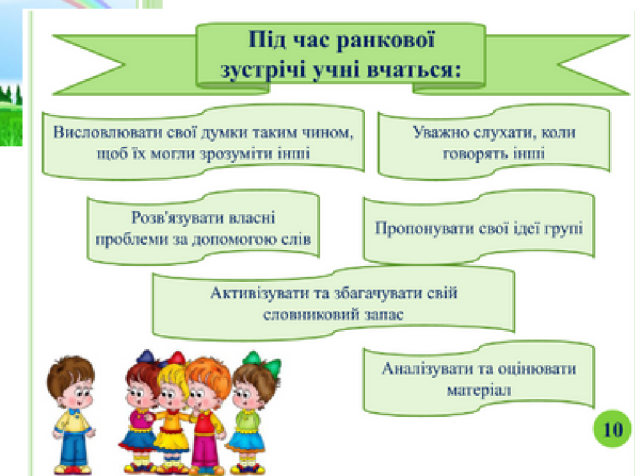 Під час ранкової
зустрічі учні вчаться:
Висловлювати свої думки таким чином,
щоб їх могли зрозуміти інші
Уважно слухати, коли
говорять інші
Розв'язувати власні
проблеми за допомогою слів
Пропонувати свої ідеї групі
Активізувати та збагачувати свій
словниковий запас
Аналізувати та оцінювати
матеріал
10